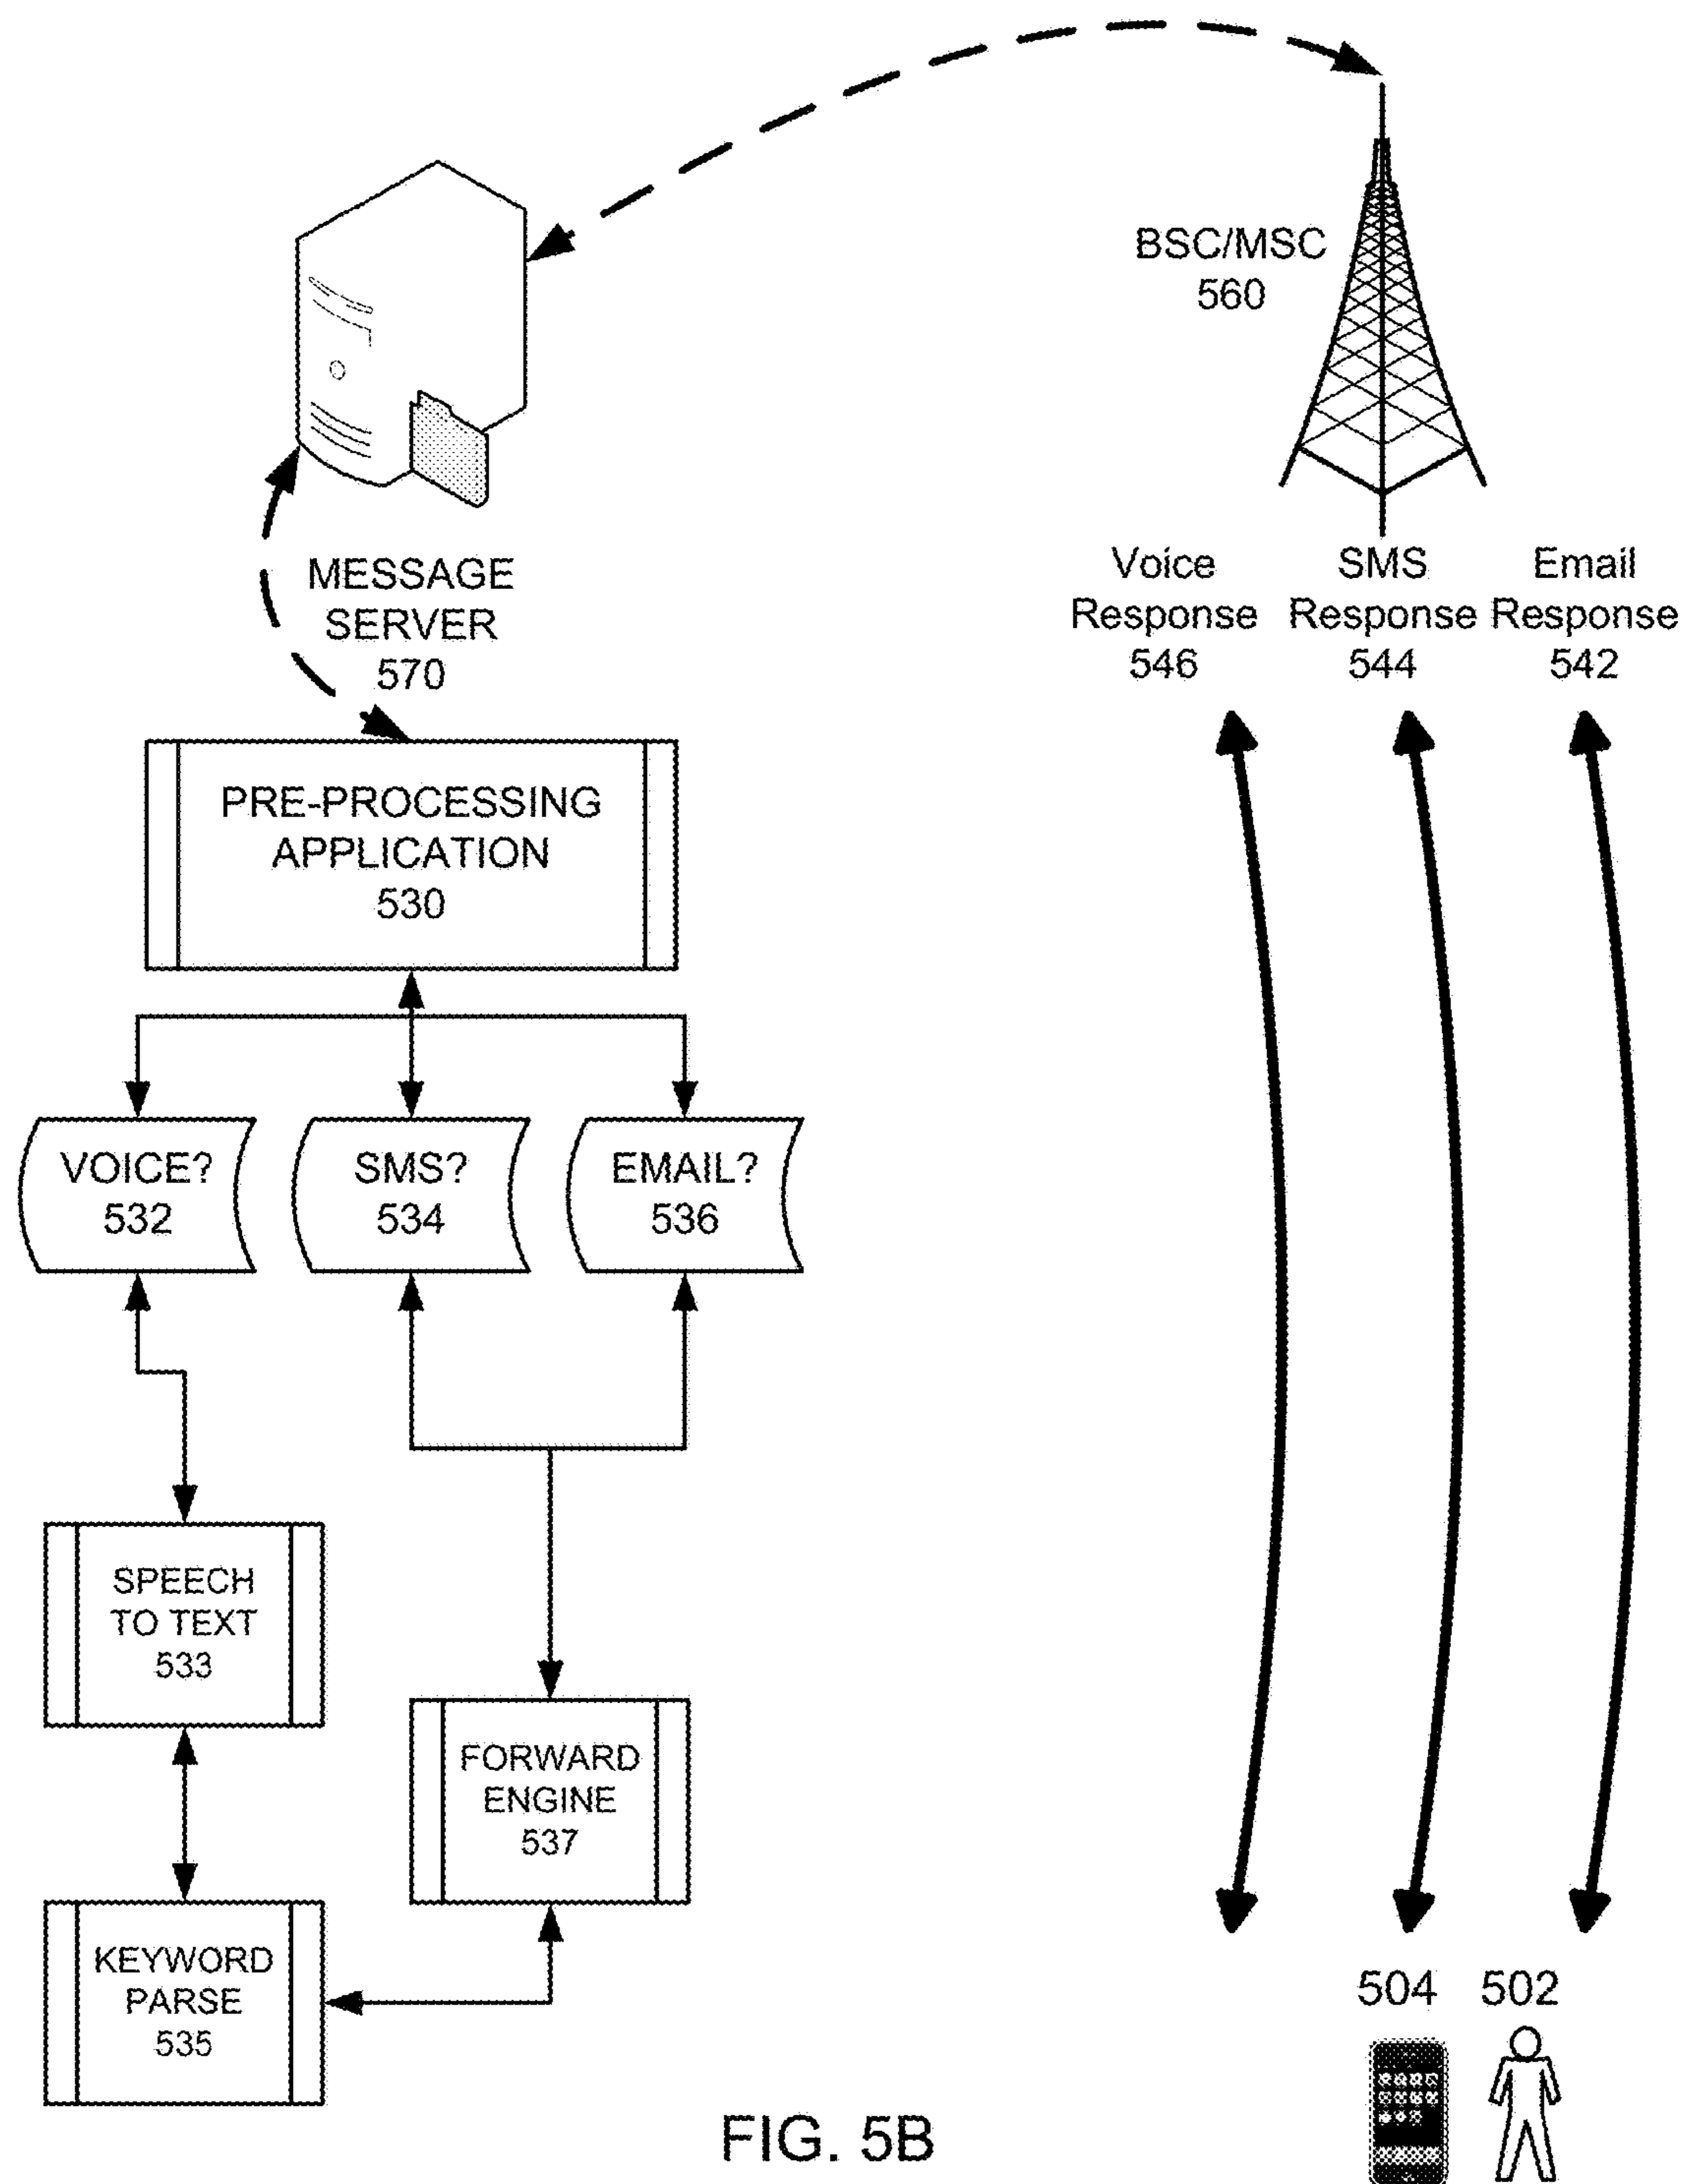 BSC/MSC
560
MESSAGE
SERVER
570
Voice
Response
546
SMS
Response
544
Email
Response
542
PRE-PROCESSING
APPLICATION
530
VOICE?
532
SMS?
534
EMAIL?
536
SPEECH
TO TEXT
533
FORWARD
ENGINE
537
KEYWORD
PARSE
535
504
502
FIG. 5B